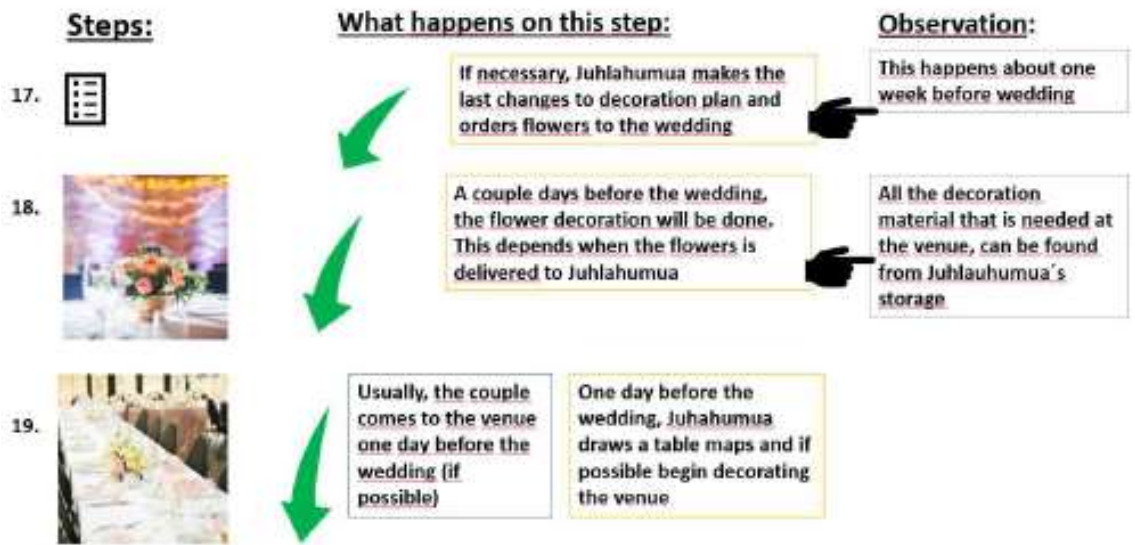 Steps:
What happens on this step:
Observation:
17.
If necessary, Juhlahumua makes the
last changes to decoration plan and
orders flowers to the wedding
This happens about one
week before wedding
18.
A couple days before the wedding,
the flower decoration will be done.
This depends when the flowers is
delivered to Juhlahumua
All the decoration
material that is needed at
the venue, can be found
from Juhlauhumua´s
storage
19.
Usually, the couple
comes to the venue
one day before the
wedding (if
possible)
One day before the
wedding, Juhahumua
draws a table maps and if
possible begin decorating
the venue